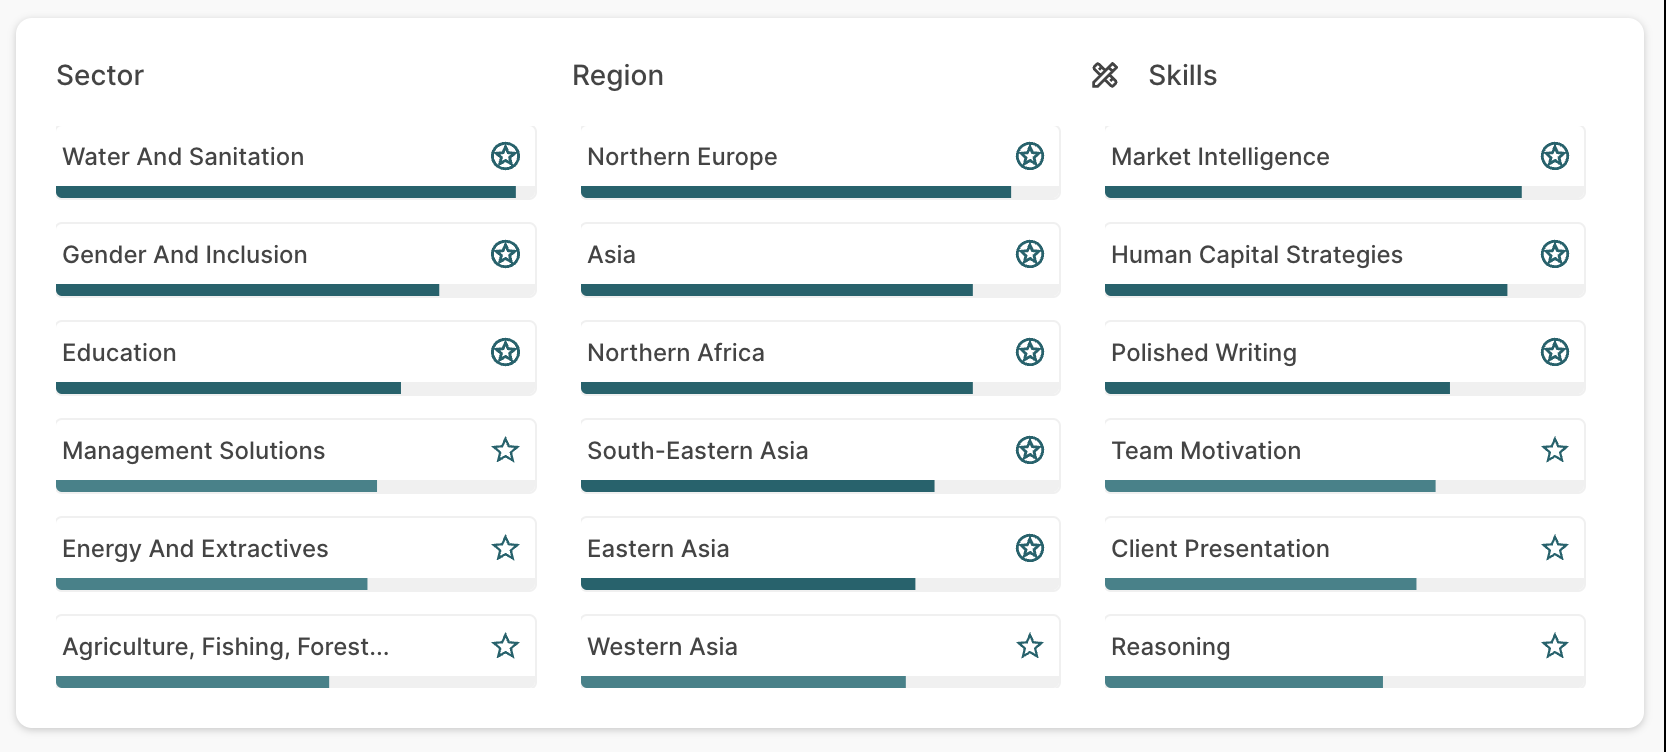 Sector
Water And Sanitation
Gender And Inclusion
Education
Management Solutions
Energy And Extractives
Agriculture, Fishing, Forest...
Region
Northern Europe
Asia
Northern Africa
South-Eastern Asia
Eastern Asia
Western Asia
Skills
Market Intelligence
Human Capital Strategies
Polished Writing
Team Motivation
Client Presentation
Reasoning